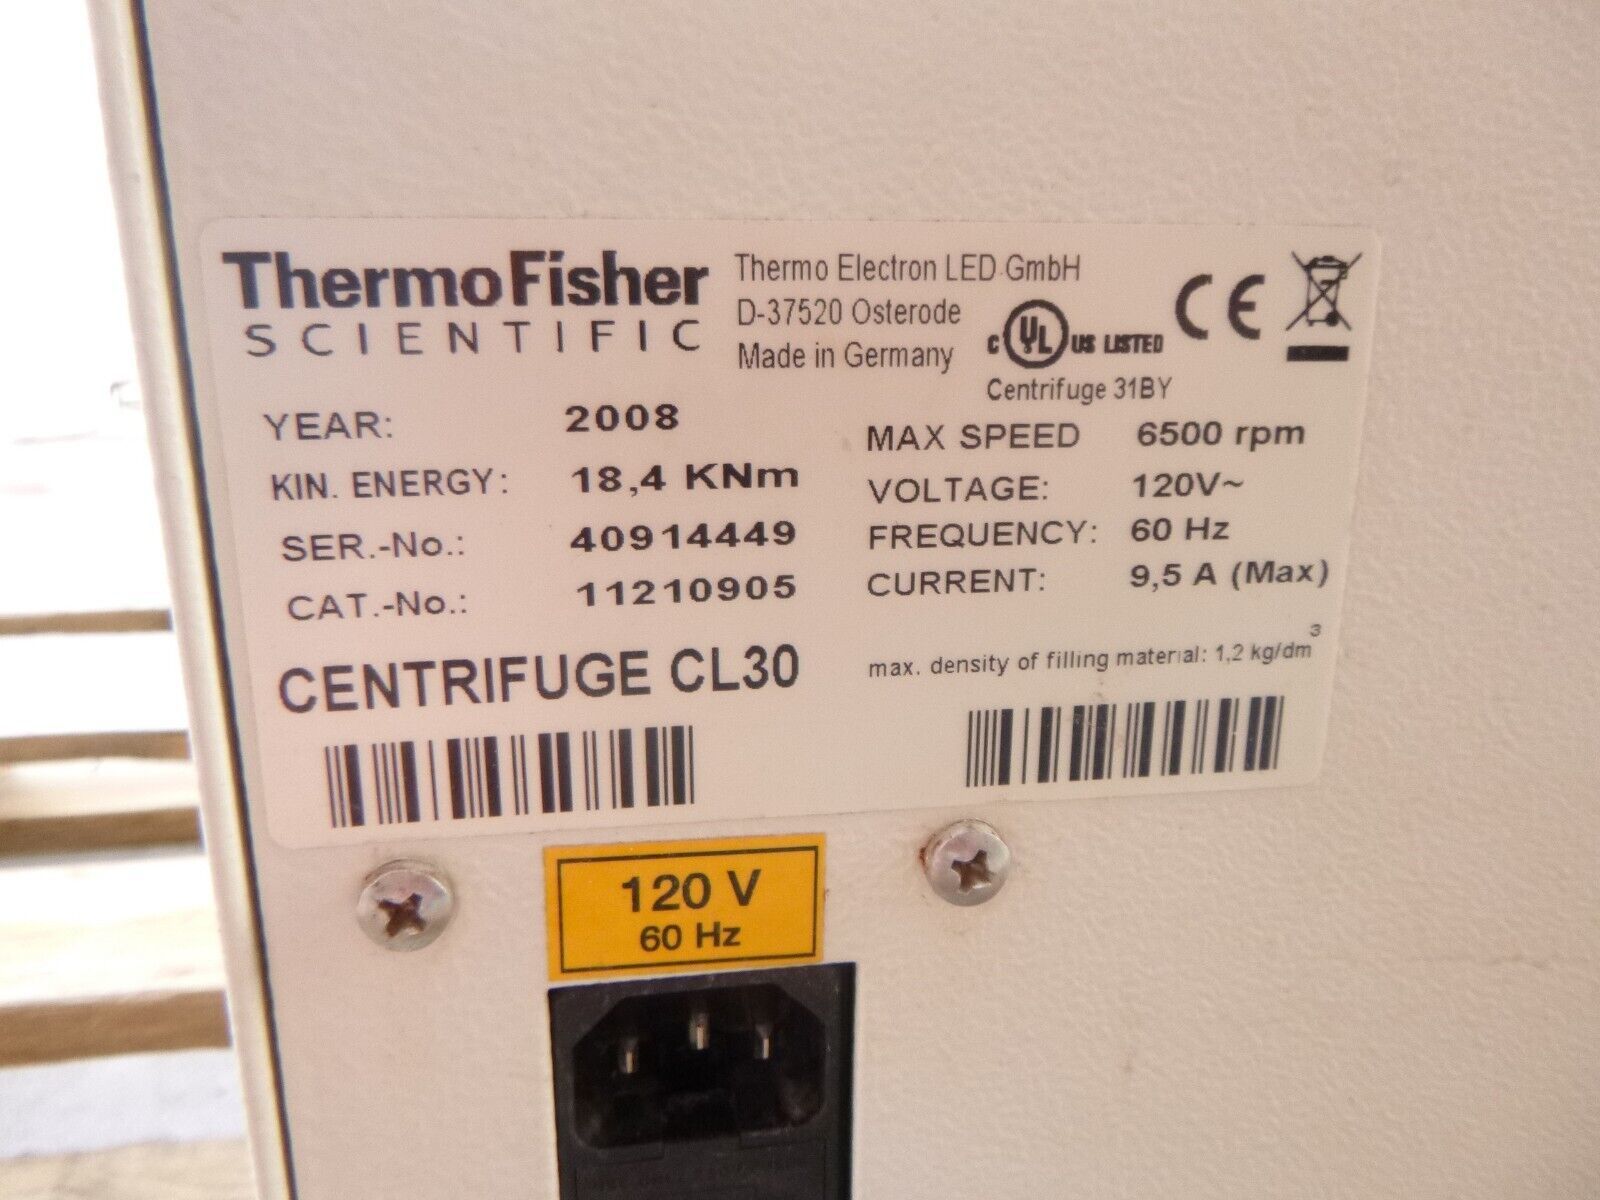 ThermoFisher
SCIENTIFIC
Thermo Electron LED GmbH
D-37520 Osterode
Made in Germany
c UL US LISTED
CE
Centrifuge 31BY
YEAR: 2008
KIN. ENERGY: 18,4 KNm
SER.-No.: 40914449
CAT.-No.: 11210905
MAX SPEED 6500 rpm
VOLTAGE: 120V~
FREQUENCY: 60 Hz
CURRENT: 9,5 A (Max)
CENTRIFUGE CL30
max. density of filling material: 1,2 kg/dm³
120 V
60 Hz